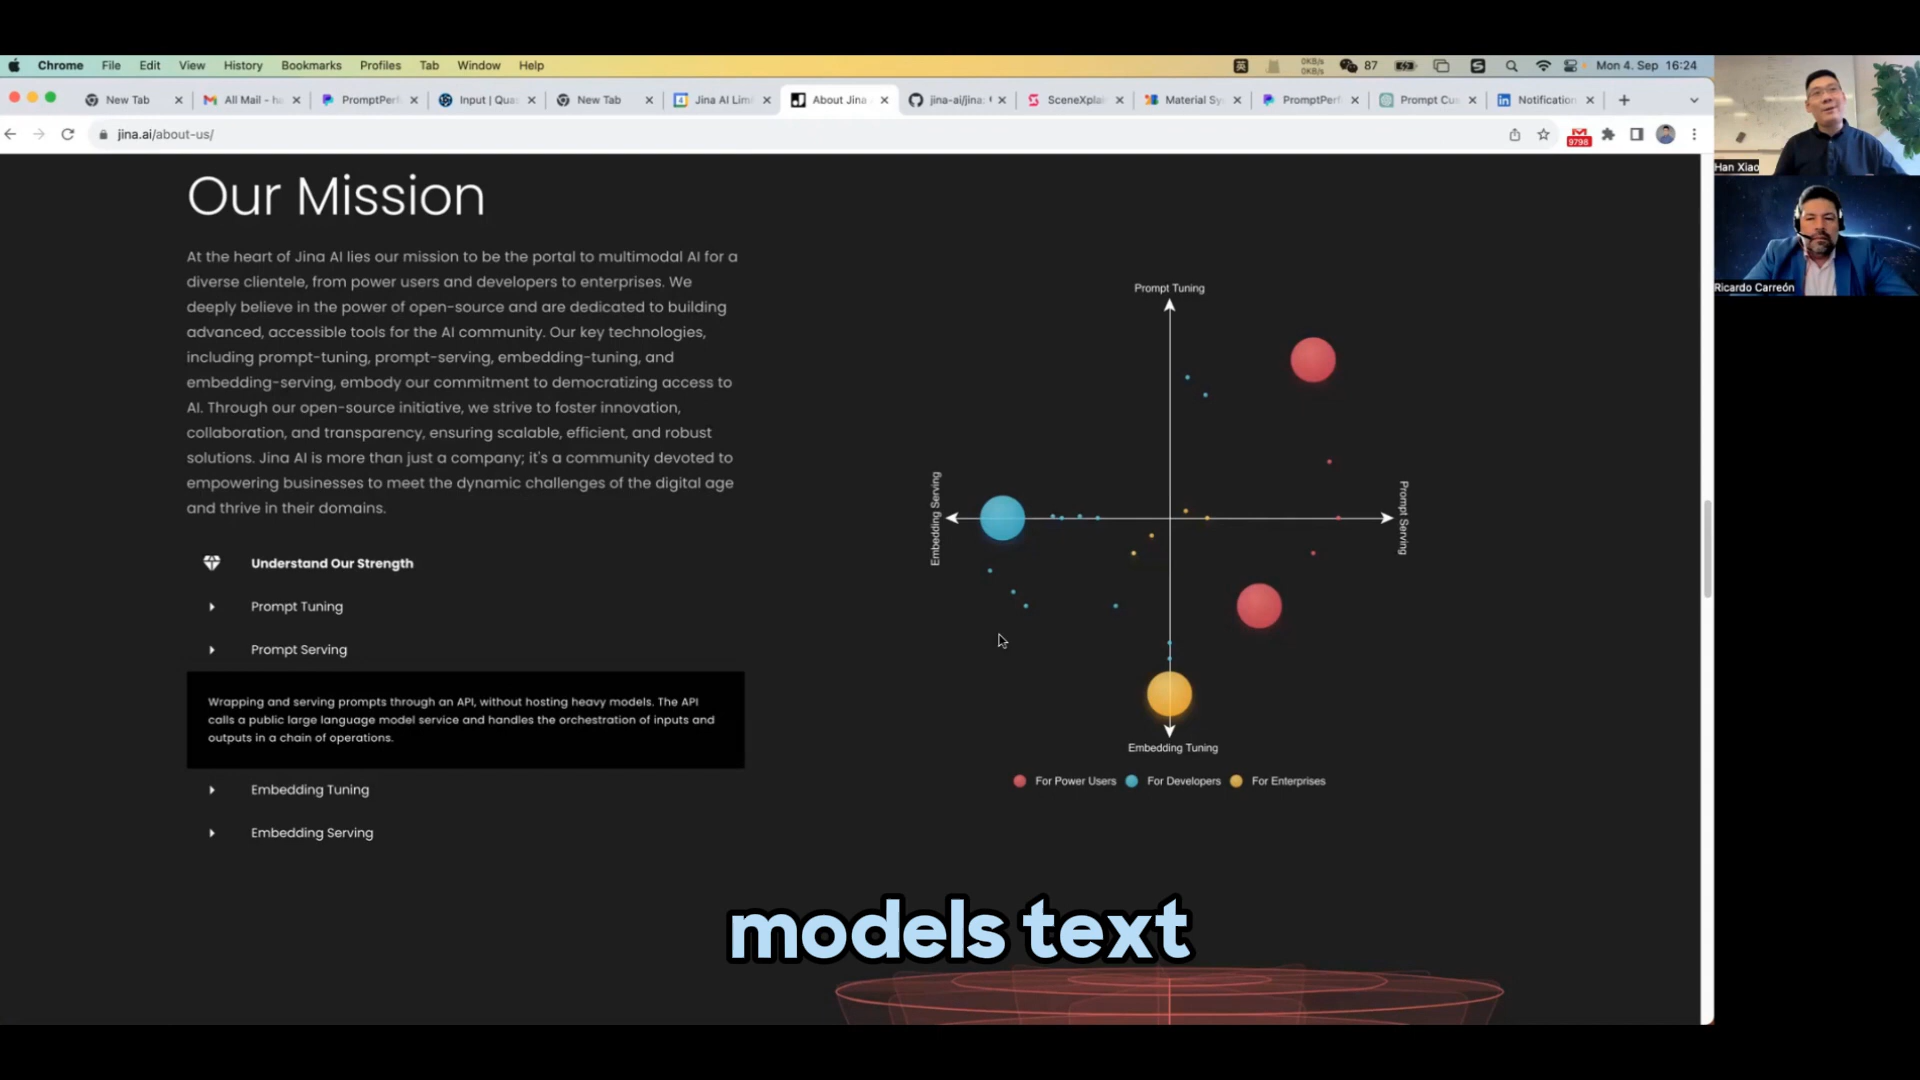 Chrome File Edit View History Bookmarks Profiles Tab Window Help
英 0KB/s 0KB/s 87 Mon 4. Sep 16:24
New Tab All Mail - ha PromptPerf Input | Qua New Tab Jina AI Lim About Jina jina-ai/jina: SceneXplai Material Sy PromptPerf Prompt Cus Notification
jina.ai/about-us/
9798
Han Xiao
Ricardo Carreón
Our Mission
At the heart of Jina AI lies our mission to be the portal to multimodal AI for a
diverse clientele, from power users and developers to enterprises. We
deeply believe in the power of open-source and are dedicated to building
advanced, accessible tools for the AI community. Our key technologies,
including prompt-tuning, prompt-serving, embedding-tuning, and
embedding-serving, embody our commitment to democratizing access to
AI. Through our open-source initiative, we strive to foster innovation,
collaboration, and transparency, ensuring scalable, efficient, and robust
solutions. Jina AI is more than just a company; it's a community devoted to
empowering businesses to meet the dynamic challenges of the digital age
and thrive in their domains.
Understand Our Strength
Prompt Tuning
Prompt Serving
Wrapping and serving prompts through an API, without hosting heavy models. The API
calls a public large language model service and handles the orchestration of inputs and
outputs in a chain of operations.
Embedding Tuning
Embedding Serving
Prompt Tuning
Embedding Serving
Prompt Serving
Embedding Tuning
For Power Users For Developers For Enterprises
models text